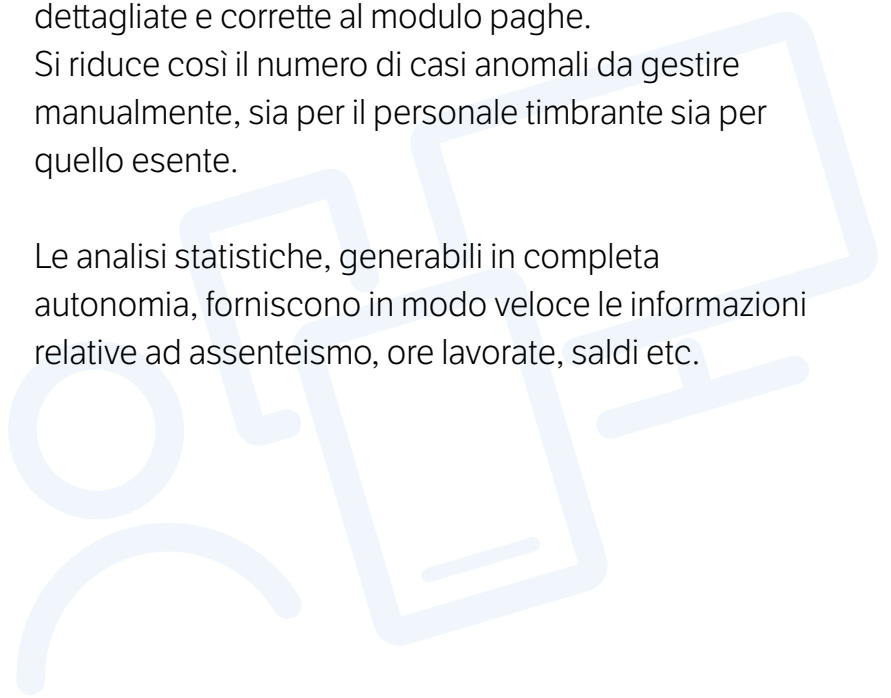 dettagliate e corrette al modulo paghe.
Si riduce così il numero di casi anomali da gestire
manualmente, sia per il personale timbrante sia per
quello esente.
Le analisi statistiche, generabili in completa
autonomia, forniscono in modo veloce le informazioni
relative ad assenteismo, ore lavorate, saldi etc.